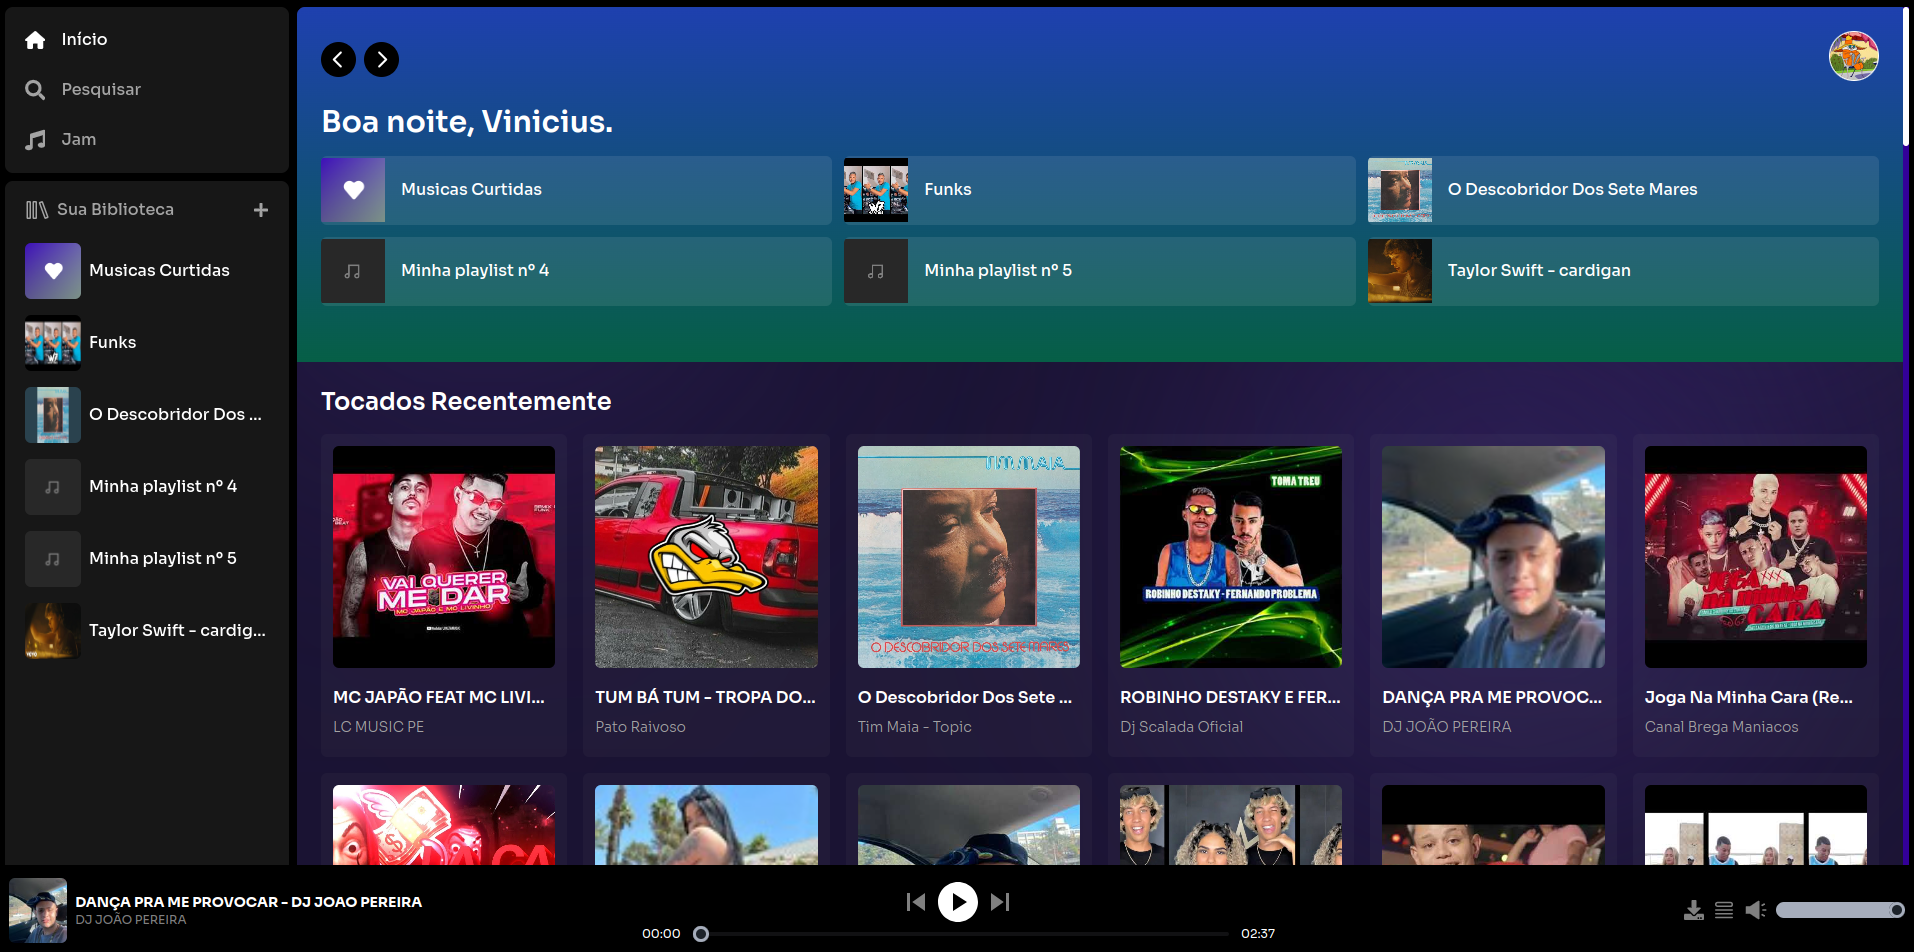 Início
Pesquisar
Jam
Sua Biblioteca
Musicas Curtidas
Funks
O Descobridor Dos ...
Minha playlist nº 4
Minha playlist nº 5
Taylor Swift - cardig...
Boa noite, Vinicius.
Musicas Curtidas
Funks
O Descobridor Dos Sete Mares
Minha playlist nº 4
Minha playlist nº 5
Taylor Swift - cardigan
Tocados Recentemente
VAI QUERER
ME DAR
MC JAPÃO E MC LIVINHO
TIM MAIA
O DESCOBRIDOR DOS SETE MARES
TOMA TREU
ROBINHO DESTAKY - FERNANDO PROBLEMA
JOGA
na minha
CARA
MC JAPÃO FEAT MC LIVI...
LC MUSIC PE
TUM BÁ TUM - TROPA DO...
Pato Raivoso
O Descobridor Dos Sete ...
Tim Maia - Topic
ROBINHO DESTAKY E FER...
Dj Scalada Oficial
DANÇA PRA ME PROVOC...
DJ JOÃO PEREIRA
Joga Na Minha Cara (Re...
Canal Brega Maniacos
DANÇA PRA ME PROVOCAR - DJ JOAO PEREIRA
DJ JOÃO PEREIRA
00:00
02:37